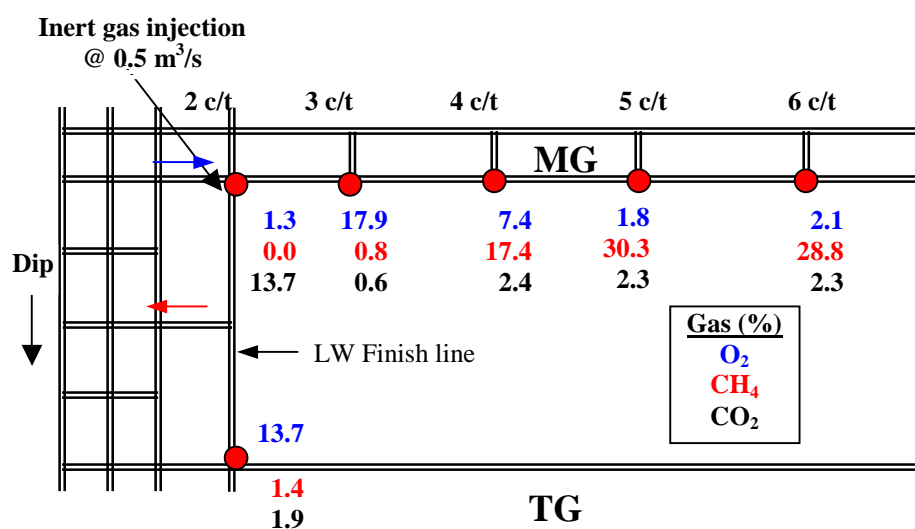 Inert gas injection
@ 0.5 m³/s
2 c/t 3 c/t 4 c/t 5 c/t 6 c/t
MG
1.3 17.9 7.4 1.8 2.1
0.0 0.8 17.4 30.3 28.8
13.7 0.6 2.4 2.3 2.3
Dip
Gas (%)
O₂
CH₄
CO₂
LW Finish line
13.7
1.4
1.9
TG